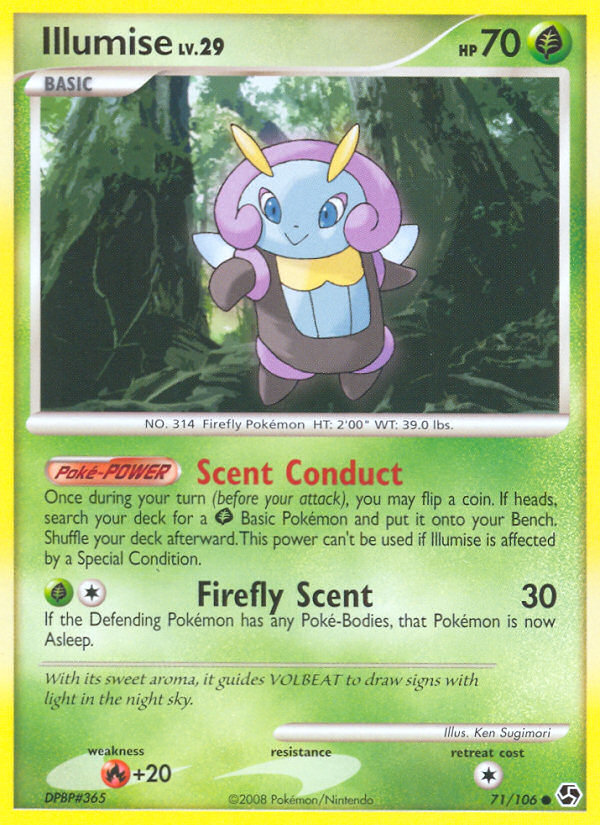 Illumise LV.29
HP 70
BASIC
NO. 314 Firefly Pokémon HT: 2'00" WT: 39.0 lbs.
Poké-POWER Scent Conduct
Once during your turn (before your attack), you may flip a coin. If heads,
search your deck for a Basic Pokémon and put it onto your Bench.
Shuffle your deck afterward. This power can't be used if Illumise is affected
by a Special Condition.
Firefly Scent 30
If the Defending Pokémon has any Poké-Bodies, that Pokémon is now
Asleep.
With its sweet aroma, it guides VOLBEAT to draw signs with
light in the night sky.
Illus. Ken Sugimori
weakness resistance retreat cost
+20
DPBP#365 ©2008 Pokémon/Nintendo 71/106